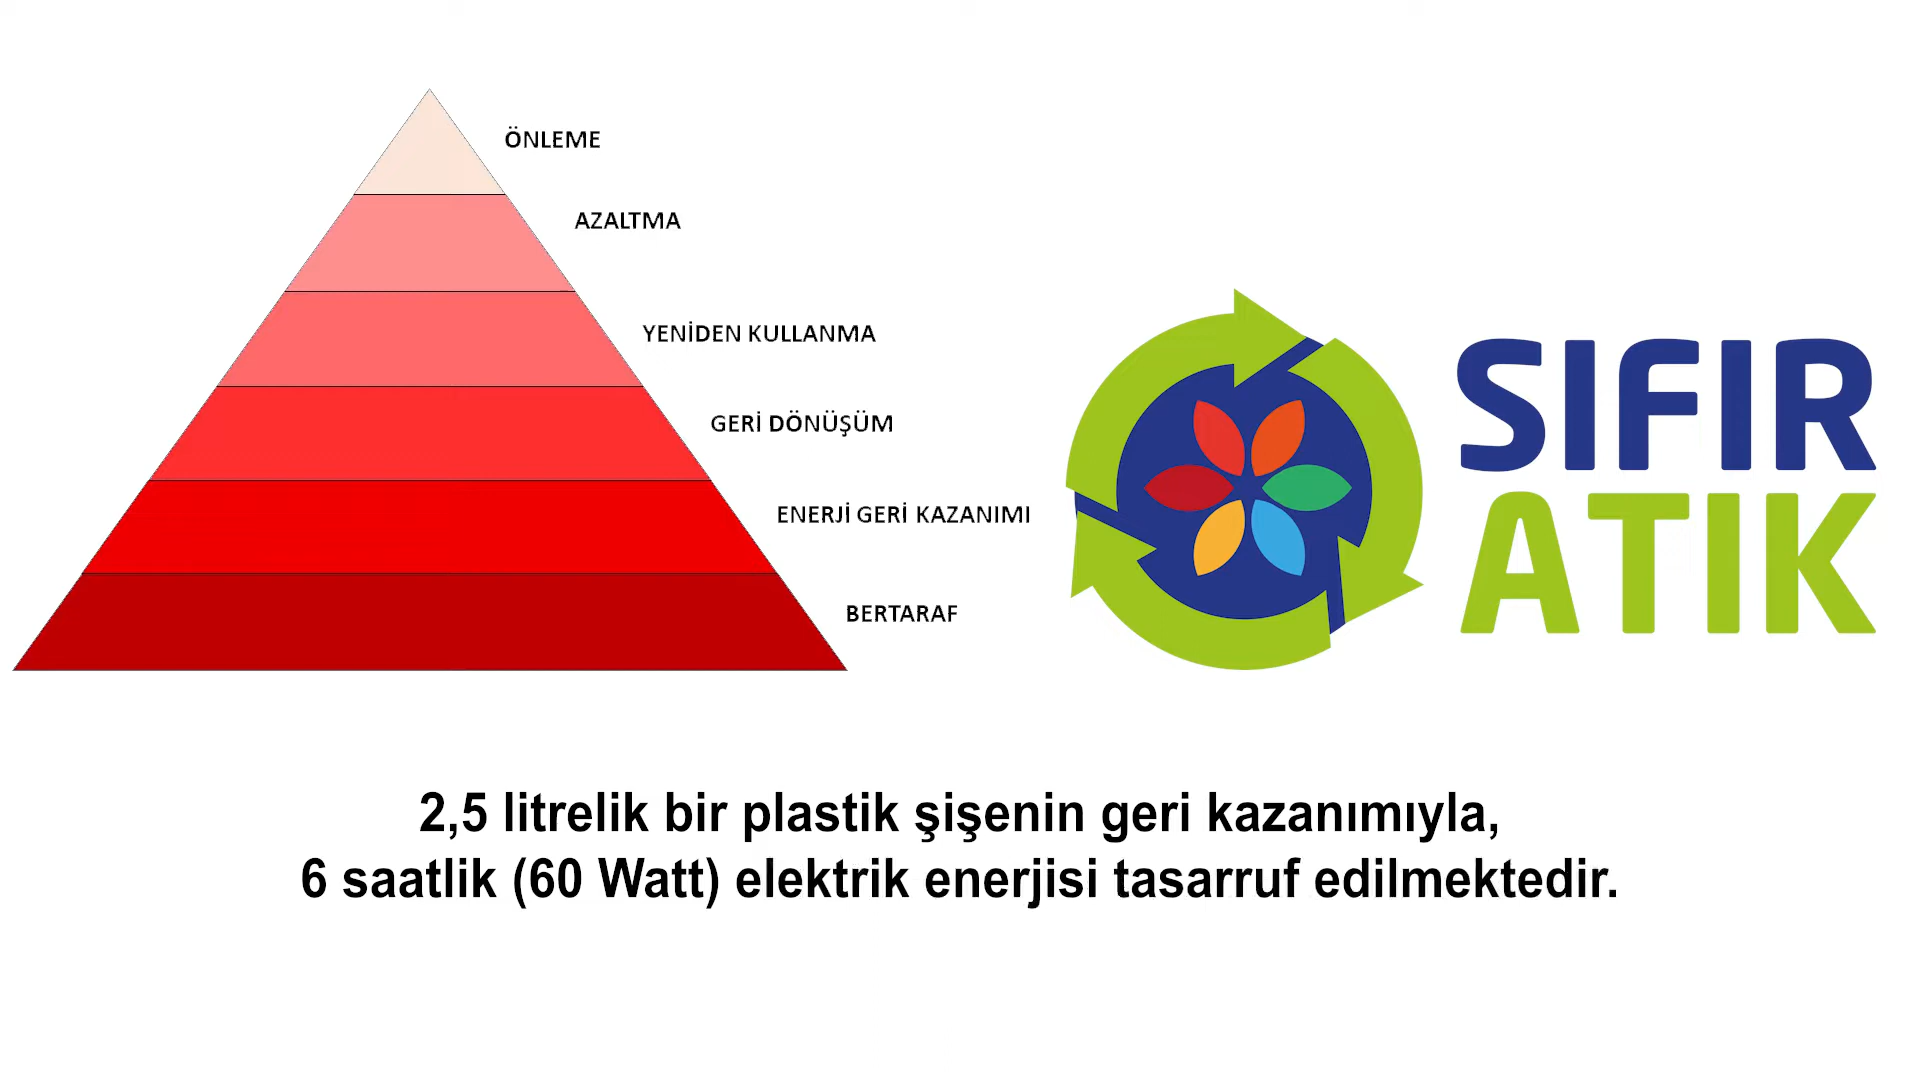 ÖNLEME
AZALTMA
YENİDEN KULLANMA
GERİ DÖNÜŞÜM
ENERJİ GERİ KAZANIMI
BERTARAF
SIFIR
ATIK
2,5 litrelik bir plastik şişenin geri kazanımıyla,
6 saatlik (60 Watt) elektrik enerjisi tasarruf edilmektedir.